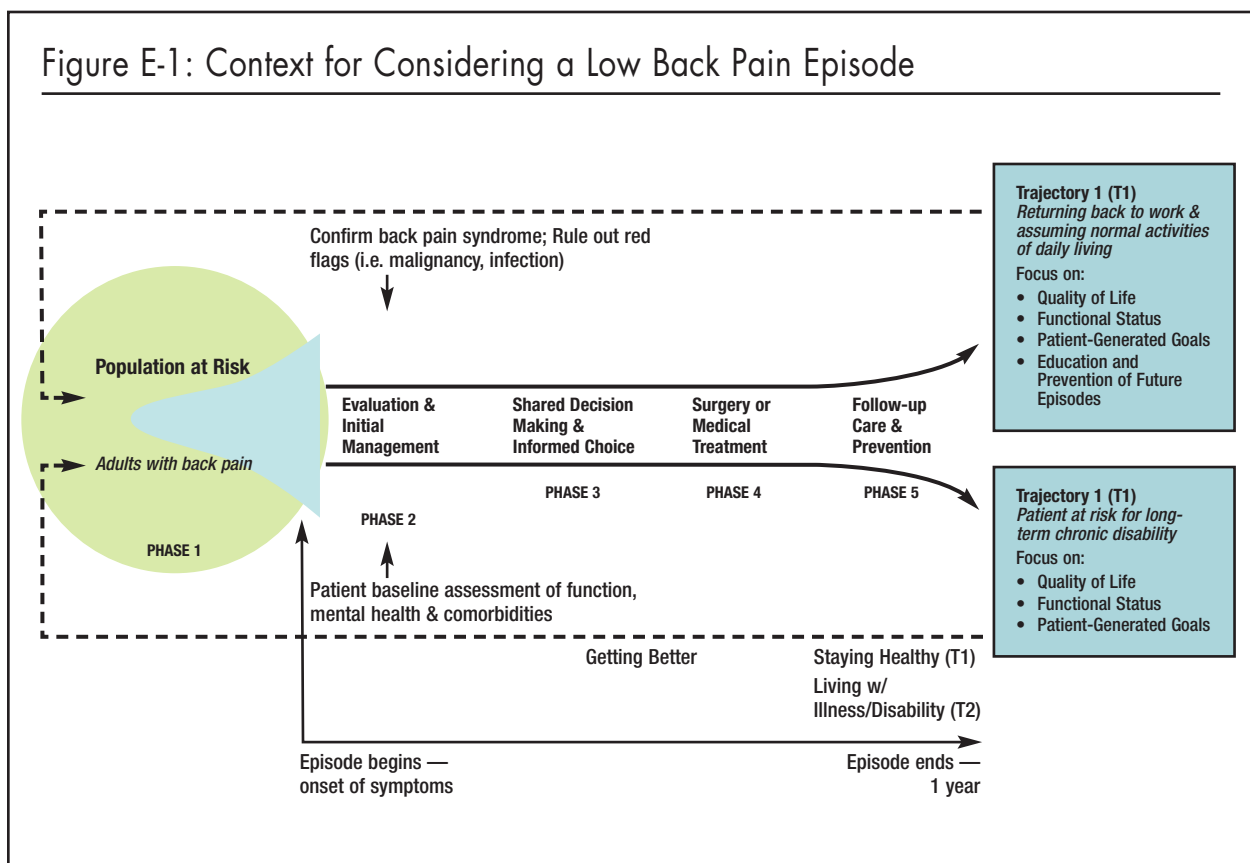 Figure E-1: Context for Considering a Low Back Pain Episode
Confirm back pain syndrome; Rule out red
flags (i.e. malignancy, infection)
Population at Risk
Adults with back pain
PHASE 1
Evaluation &
Initial
Management
PHASE 2
Shared Decision
Making &
Informed Choice
PHASE 3
Surgery or
Medical
Treatment
PHASE 4
Follow-up
Care &
Prevention
PHASE 5
Patient baseline assessment of function,
mental health & comorbidities
Trajectory 1 (T1)
Returning back to work &
assuming normal activities
of daily living
Focus on:
• Quality of Life
• Functional Status
• Patient-Generated Goals
• Education and
Prevention of Future
Episodes
Trajectory 1 (T1)
Patient at risk for long-
term chronic disability
Focus on:
• Quality of Life
• Functional Status
• Patient-Generated Goals
Getting Better
Staying Healthy (T1)
Living w/
Illness/Disability (T2)
Episode begins —
onset of symptoms
Episode ends —
1 year